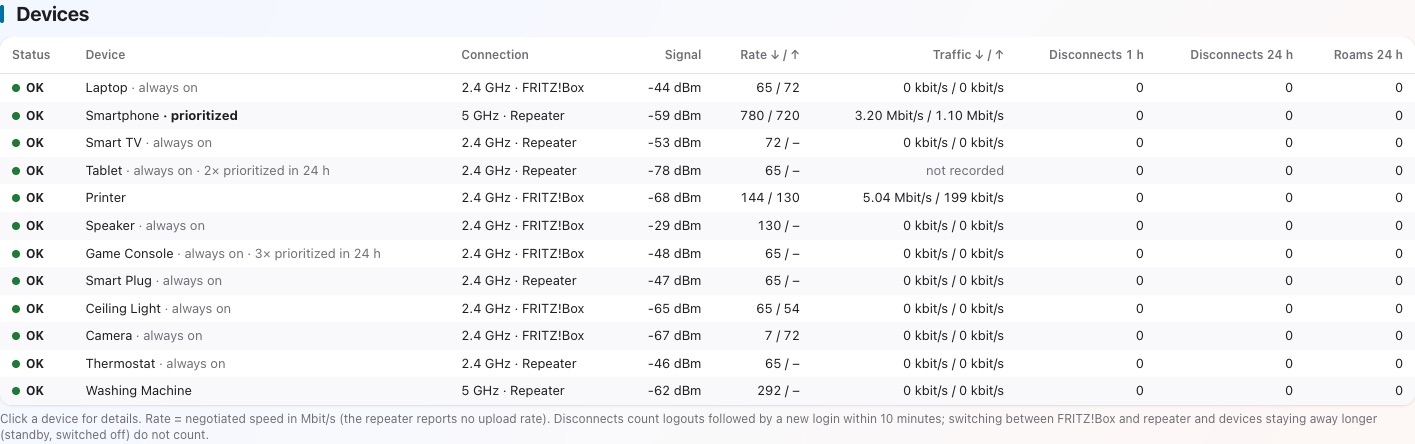 Devices
Status Device Connection Signal Rate ↓ / ↑ Traffic ↓ / ↑ Disconnects 1 h Disconnects 24 h Roams 24 h
OK Laptop · always on 2.4 GHz · FRITZ!Box -44 dBm 65 / 72 0 kbit/s / 0 kbit/s 0 0 0
OK Smartphone · prioritized 5 GHz · Repeater -59 dBm 780 / 720 3.20 Mbit/s / 1.10 Mbit/s 0 0 0
OK Smart TV · always on 2.4 GHz · Repeater -53 dBm 72 / – 0 kbit/s / 0 kbit/s 0 0 0
OK Tablet · always on · 2× prioritized in 24 h 2.4 GHz · Repeater -78 dBm 65 / – not recorded 0 0 0
OK Printer 2.4 GHz · FRITZ!Box -68 dBm 144 / 130 5.04 Mbit/s / 199 kbit/s 0 0 0
OK Speaker · always on 2.4 GHz · FRITZ!Box -29 dBm 130 / – 0 kbit/s / 0 kbit/s 0 0 0
OK Game Console · always on · 3× prioritized in 24 h 2.4 GHz · FRITZ!Box -48 dBm 65 / – 0 kbit/s / 0 kbit/s 0 0 0
OK Smart Plug · always on 2.4 GHz · Repeater -47 dBm 65 / – 0 kbit/s / 0 kbit/s 0 0 0
OK Ceiling Light · always on 2.4 GHz · FRITZ!Box -65 dBm 65 / 54 0 kbit/s / 0 kbit/s 0 0 0
OK Camera · always on 2.4 GHz · FRITZ!Box -67 dBm 7 / 72 0 kbit/s / 0 kbit/s 0 0 0
OK Thermostat · always on 2.4 GHz · Repeater -46 dBm 65 / – 0 kbit/s / 0 kbit/s 0 0 0
OK Washing Machine 5 GHz · Repeater -62 dBm 292 / – 0 kbit/s / 0 kbit/s 0 0 0
Click a device for details. Rate = negotiated speed in Mbit/s (the repeater reports no upload rate). Disconnects count logouts followed by a new login within 10 minutes; switching between FRITZ!Box and repeater and devices staying away longer
(standby, switched off) do not count.